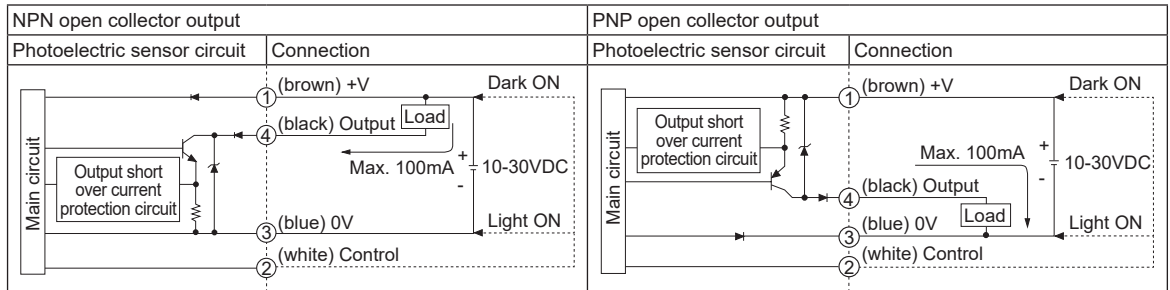 NPN open collector output
Photoelectric sensor circuit
Connection
Main circuit
Output short
over current
protection circuit
1
(brown) +V
4
(black) Output
Load
Max. 100mA
+
-
10-30VDC
Dark ON
Light ON
3
(blue) 0V
2
(white) Control
PNP open collector output
Photoelectric sensor circuit
Connection
Main circuit
Output short
over current
protection circuit
1
(brown) +V
Dark ON
Max. 100mA
+
-
10-30VDC
4
(black) Output
Load
Light ON
3
(blue) 0V
2
(white) Control